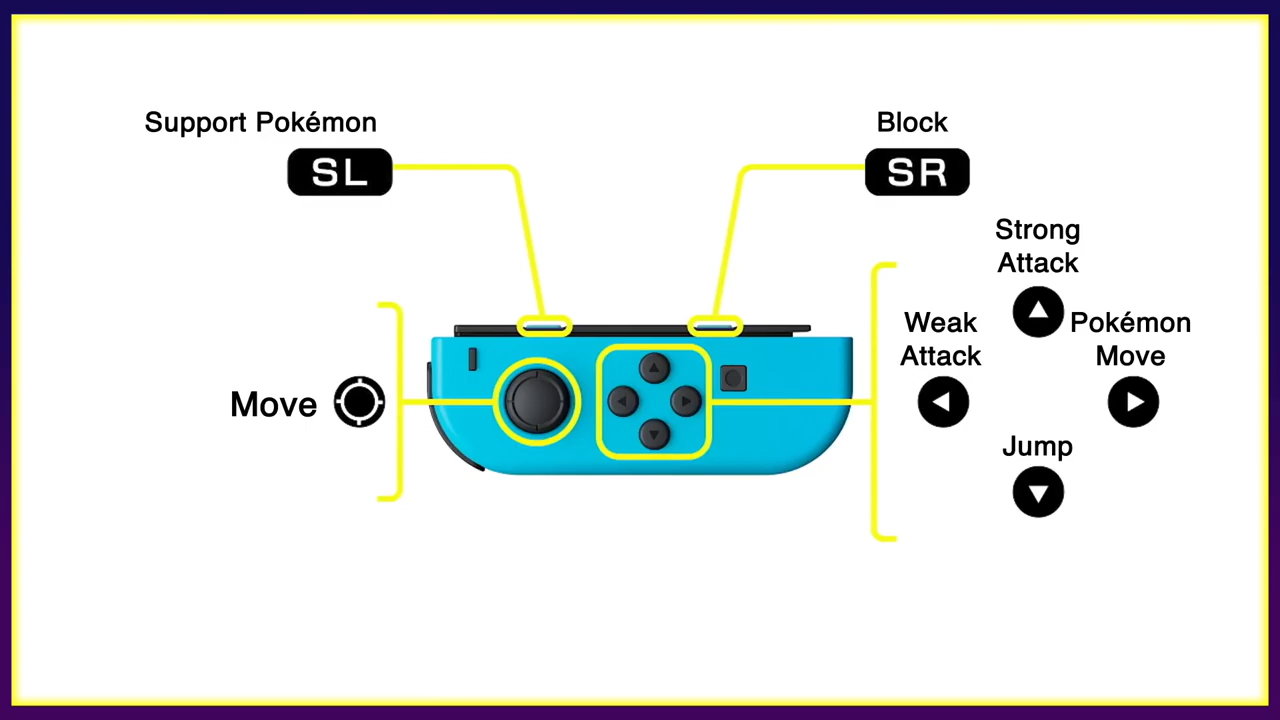 Support Pokémon
SL
Block
SR
Strong
Attack
Weak
Attack
Pokémon
Move
Move
Jump